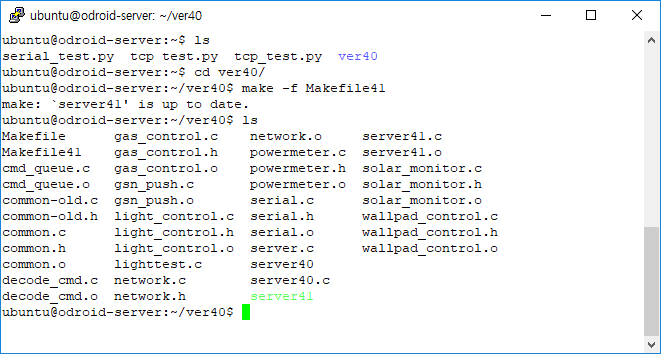 ubuntu@odroid-server: ~/ver40
ubuntu@odroid-server:~$ ls
serial_test.py  tcp test.py  tcp_test.py  ver40
ubuntu@odroid-server:~$ cd ver40/
ubuntu@odroid-server:~/ver40$ make -f Makefile41
make: `server41' is up to date.
ubuntu@odroid-server:~/ver40$ ls
Makefile      gas_control.c    network.o     server41.c
Makefile41    gas_control.h    powermeter.c  server41.o
cmd_queue.c   gas_control.o    powermeter.h  solar_monitor.c
cmd_queue.o   gsn_push.c       powermeter.o  solar_monitor.h
common-old.c  gsn_push.o       serial.c      solar_monitor.o
common-old.h  light_control.c  serial.h      wallpad_control.c
common.c      light_control.h  serial.o      wallpad_control.h
common.h      light_control.o  server.c      wallpad_control.o
common.o      lighttest.c      server40
decode_cmd.c  network.c        server40.c
decode_cmd.o  network.h        server41
ubuntu@odroid-server:~/ver40$